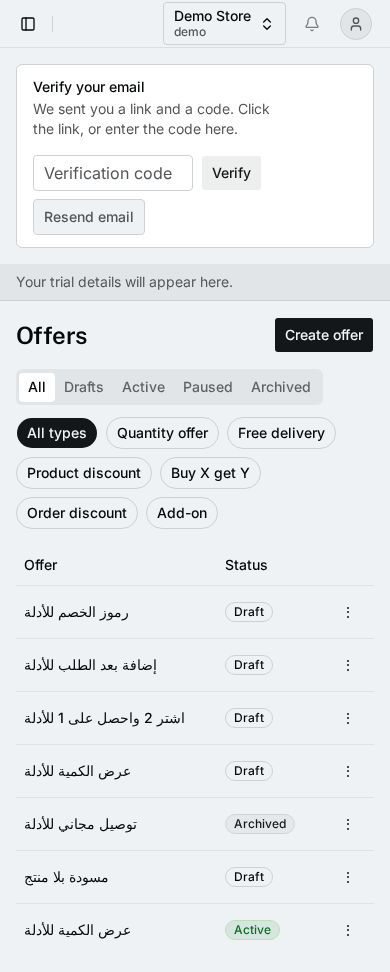 Demo Store
demo
Verify your email
We sent you a link and a code. Click
the link, or enter the code here.
Verification code
Verify
Resend email
Your trial details will appear here.
Offers
Create offer
All Drafts Active Paused Archived
All types Quantity offer Free delivery
Product discount Buy X get Y
Order discount Add-on
Offer Status
رموز الخصم للأدلة Draft
إضافة بعد الطلب للأدلة Draft
اشتر 2 واحصل على 1 للأدلة Draft
عرض الكمية للأدلة Draft
توصيل مجاني للأدلة Archived
مسودة بلا منتج Draft
عرض الكمية للأدلة Active